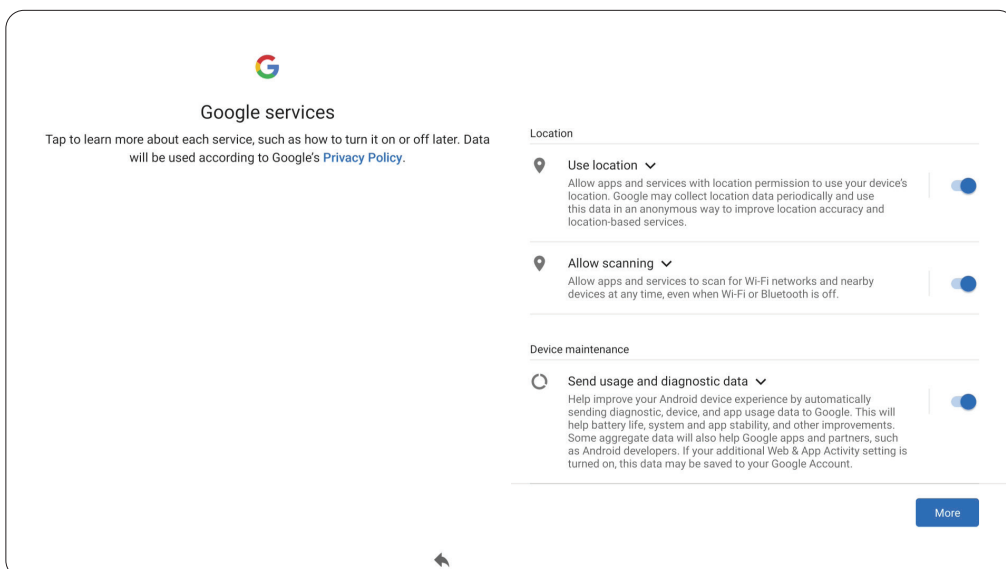 Google services
Tap to learn more about each service, such as how to turn it on or off later. Data
will be used according to Google's Privacy Policy.
Location
Use location
Allow apps and services with location permission to use your device's
location. Google may collect location data periodically and use
this data in an anonymous way to improve location accuracy and
location-based services.
Allow scanning
Allow apps and services to scan for Wi-Fi networks and nearby
devices at any time, even when Wi-Fi or Bluetooth is off.
Device maintenance
Send usage and diagnostic data
Help improve your Android device experience by automatically
sending diagnostic, device, and app usage data to Google. This will
help battery life, system and app stability, and other improvements.
Some aggregate data will also help Google apps and partners, such
as Android developers. If your additional Web & App Activity setting is
turned on, this data may be saved to your Google Account.
More